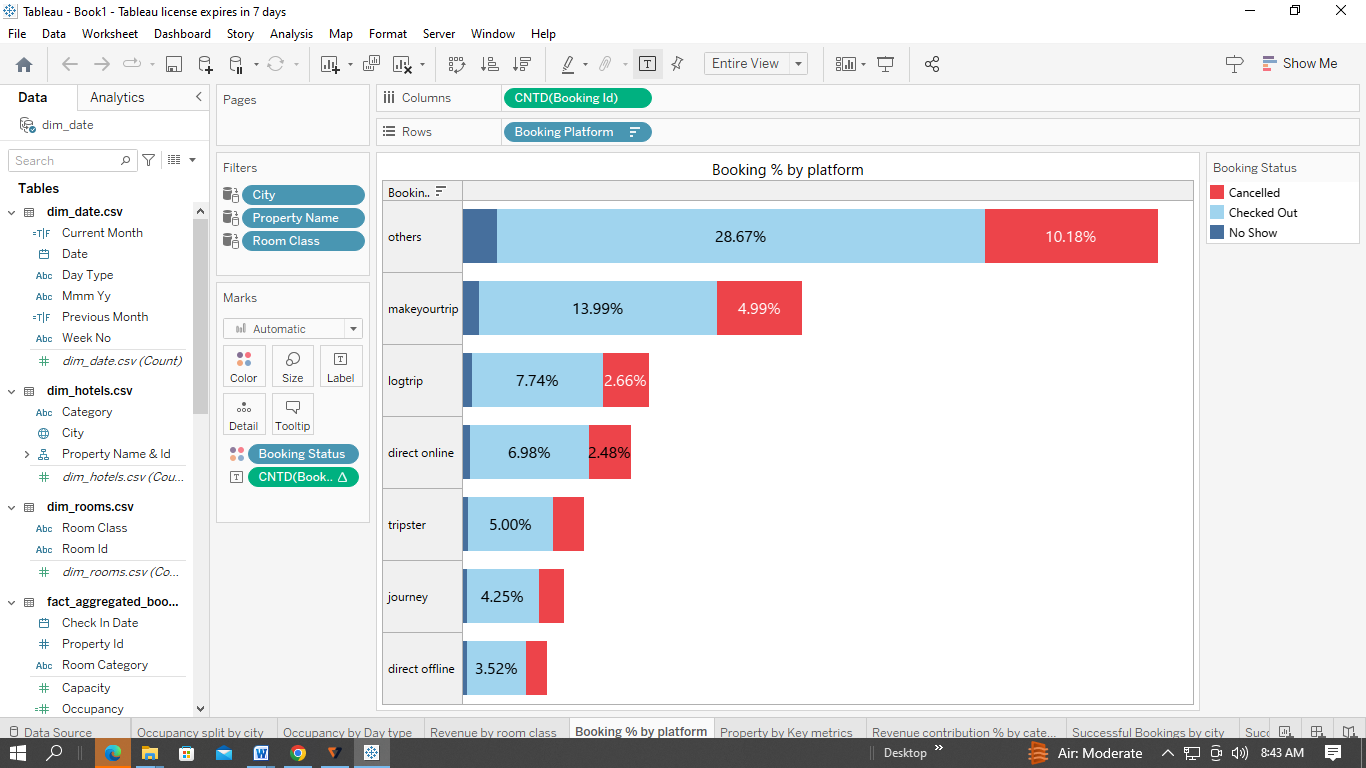 Tableau - Book1 - Tableau license expires in 7 days
File Data Worksheet Dashboard Story Analysis Map Format Server Window Help
Entire View
Show Me
Data Analytics
dim_date
Search
Tables
dim_date.csv
=T|F Current Month
Date
Abc Day Type
Abc Mmm Yy
=T|F Previous Month
Abc Week No
# dim_date.csv (Count)
dim_hotels.csv
Abc Category
City
Property Name & Id
# dim_hotels.csv (Cou...
dim_rooms.csv
Abc Room Class
Abc Room Id
# dim_rooms.csv (Co...
fact_aggregated_boo...
Check In Date
# Property Id
Abc Room Category
# Capacity
=# Occupancy
Pages
Filters
City
Property Name
Room Class
Marks
Automatic
Color Size Label
Detail Tooltip
Booking Status
CNTD(Book.. Δ
Columns CNTD(Booking Id)
Rows Booking Platform
Booking % by platform
Bookin..
others 28.67% 10.18%
makeyourtrip 13.99% 4.99%
logtrip 7.74% 2.66%
direct online 6.98% 2.48%
tripster 5.00%
journey 4.25%
direct offline 3.52%
Booking Status
Cancelled
Checked Out
No Show
Data Source Occupancy split by city Occupancy by Day type Revenue by room class Booking % by platform Property by Key metrics Revenue contribution % by cate... Successful Bookings by city Succ
Desktop » Air: Moderate 8:43 AM